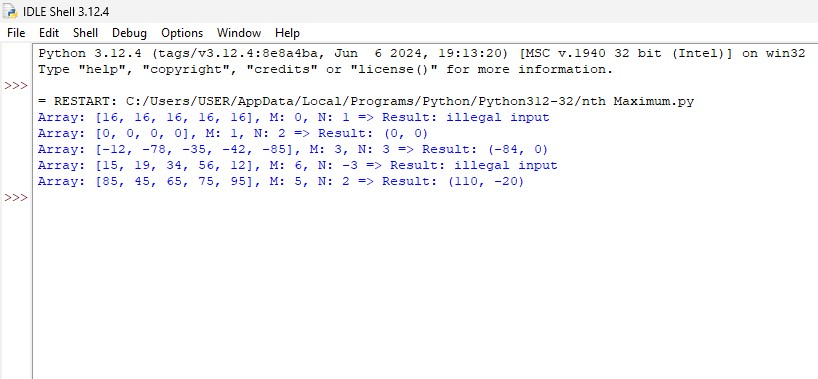 IDLE Shell 3.12.4
File Edit Shell Debug Options Window Help
Python 3.12.4 (tags/v3.12.4:8e8a4ba, Jun  6 2024, 19:13:20) [MSC v.1940 32 bit (Intel)] on win32
Type "help", "copyright", "credits" or "license()" for more information.
>>>
= RESTART: C:/Users/USER/AppData/Local/Programs/Python/Python312-32/nth Maximum.py
Array: [16, 16, 16, 16, 16], M: 0, N: 1 => Result: illegal input
Array: [0, 0, 0, 0], M: 1, N: 2 => Result: (0, 0)
Array: [-12, -78, -35, -42, -85], M: 3, N: 3 => Result: (-84, 0)
Array: [15, 19, 34, 56, 12], M: 6, N: -3 => Result: illegal input
Array: [85, 45, 65, 75, 95], M: 5, N: 2 => Result: (110, -20)
>>>